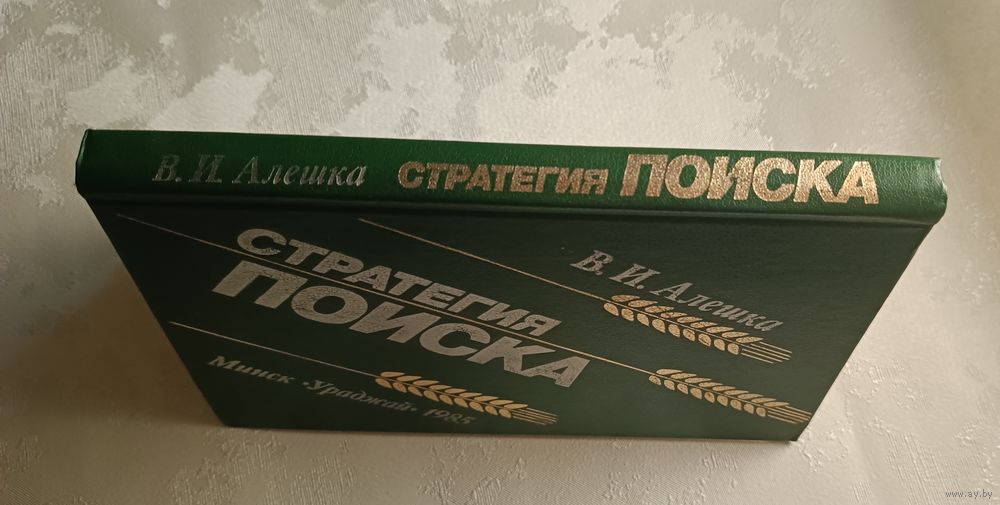 В. И. Алешка СТРАТЕГИЯ ПОИСКА
В. И. Алешка
СТРАТЕГИЯ
ПОИСКА
Минск «Ураджай» 1985
www.ay.by